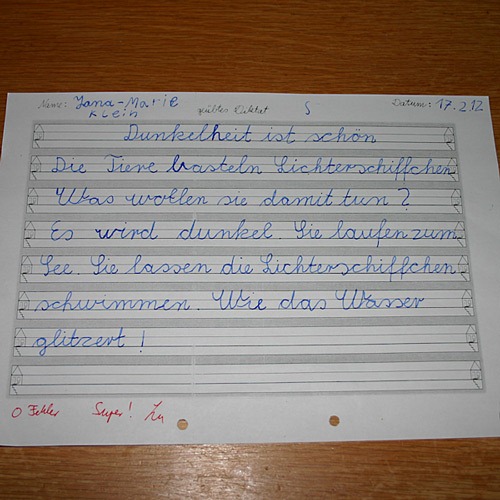 Name: Jana-Marie Klein geübtes Diktat S Datum: 17.2.12
Dunkelheit ist schön
Die Tiere basteln Lichterschiffchen
Was wollen sie damit tun?
Es wird dunkel. Sie laufen zum
See. Sie lassen die Lichterschiffchen
schwimmen. Wie das Wasser
glitzert!
0 Fehler Super!